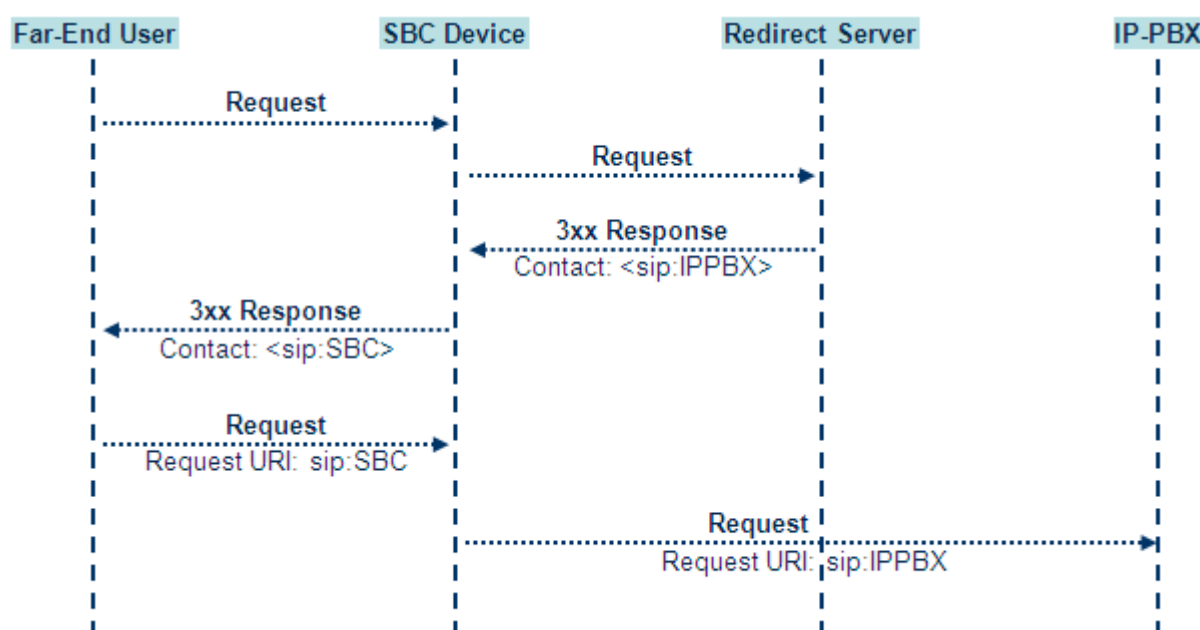 Far-End User
SBC Device
Redirect Server
IP-PBX
Request
Request
3xx Response
Contact: <sip:IPPBX>
3xx Response
Contact: <sip:SBC>
Request
Request URI: sip:SBC
Request
Request URI: sip:IPPBX